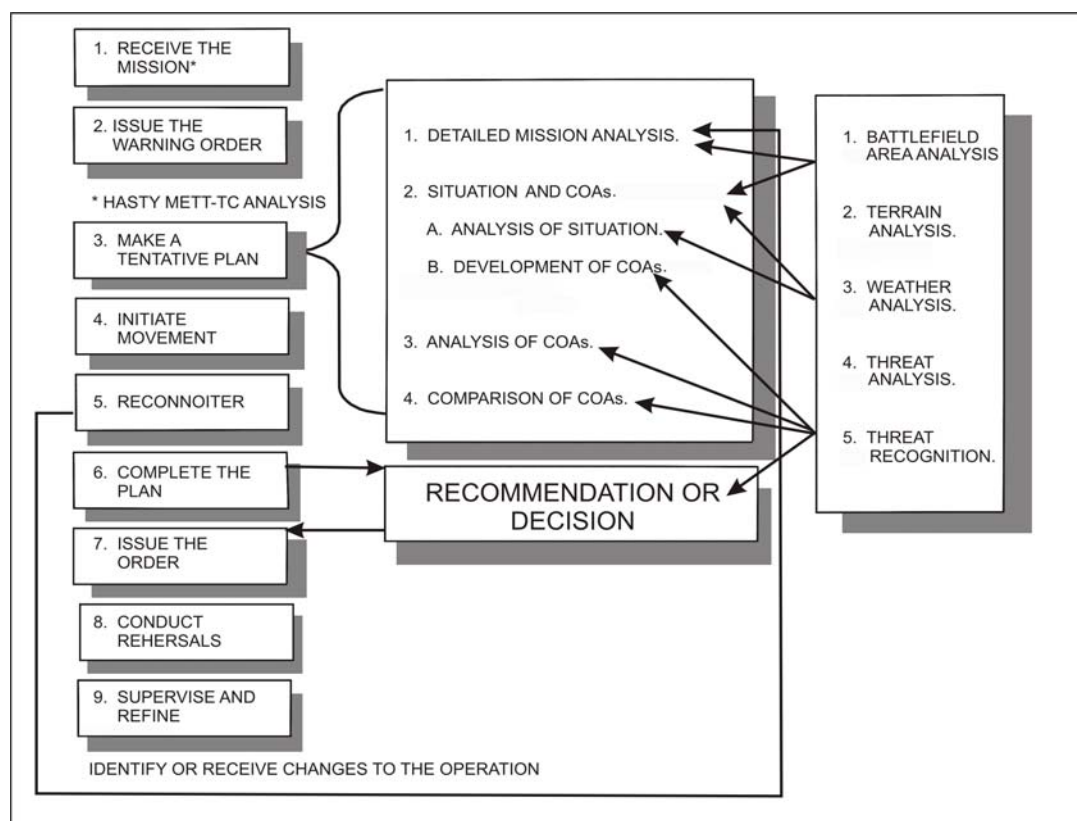 1. RECEIVE THE
MISSION*
2. ISSUE THE
WARNING ORDER
* HASTY METT-TC ANALYSIS
3. MAKE A
TENTATIVE PLAN
4. INITIATE
MOVEMENT
5. RECONNOITER
6. COMPLETE THE
PLAN
7. ISSUE THE
ORDER
8. CONDUCT
REHERSALS
9. SUPERVISE AND
REFINE
IDENTIFY OR RECEIVE CHANGES TO THE OPERATION
1. DETAILED MISSION ANALYSIS.
2. SITUATION AND COAs.
A. ANALYSIS OF SITUATION.
B. DEVELOPMENT OF COAs.
3. ANALYSIS OF COAs.
4. COMPARISON OF COAs.
RECOMMENDATION OR
DECISION
1. BATTLEFIELD
AREA ANALYSIS
2. TERRAIN
ANALYSIS.
3. WEATHER
ANALYSIS.
4. THREAT
ANALYSIS.
5. THREAT
RECOGNITION.